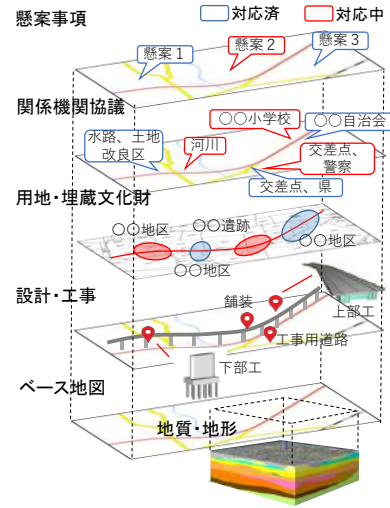 懸案事項
対応済
対応中
懸案1
懸案2
懸案3
関係機関協議
〇〇小学校
〇〇自治会
水路、土地
改良区
河川
交差点、
警察
交差点、県
用地・埋蔵文化財
〇〇地区
〇〇遺跡
〇〇地区
〇〇地区
設計・工事
舗装
上部工
工事用道路
下部工
ベース地図
地質・地形